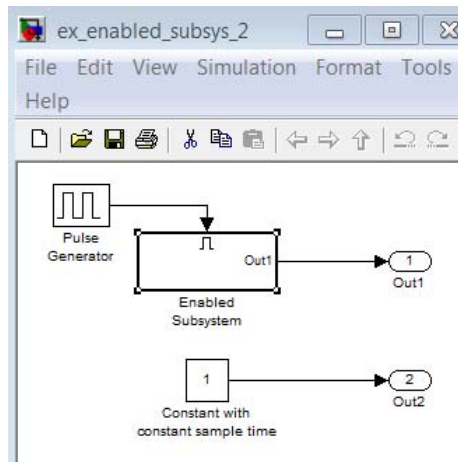 ex_enabled_subsys_2
File Edit View Simulation Format Tools
Help
Pulse
Generator
Out1
Enabled
Subsystem
1
Out1
1
Constant with
constant sample time
2
Out2